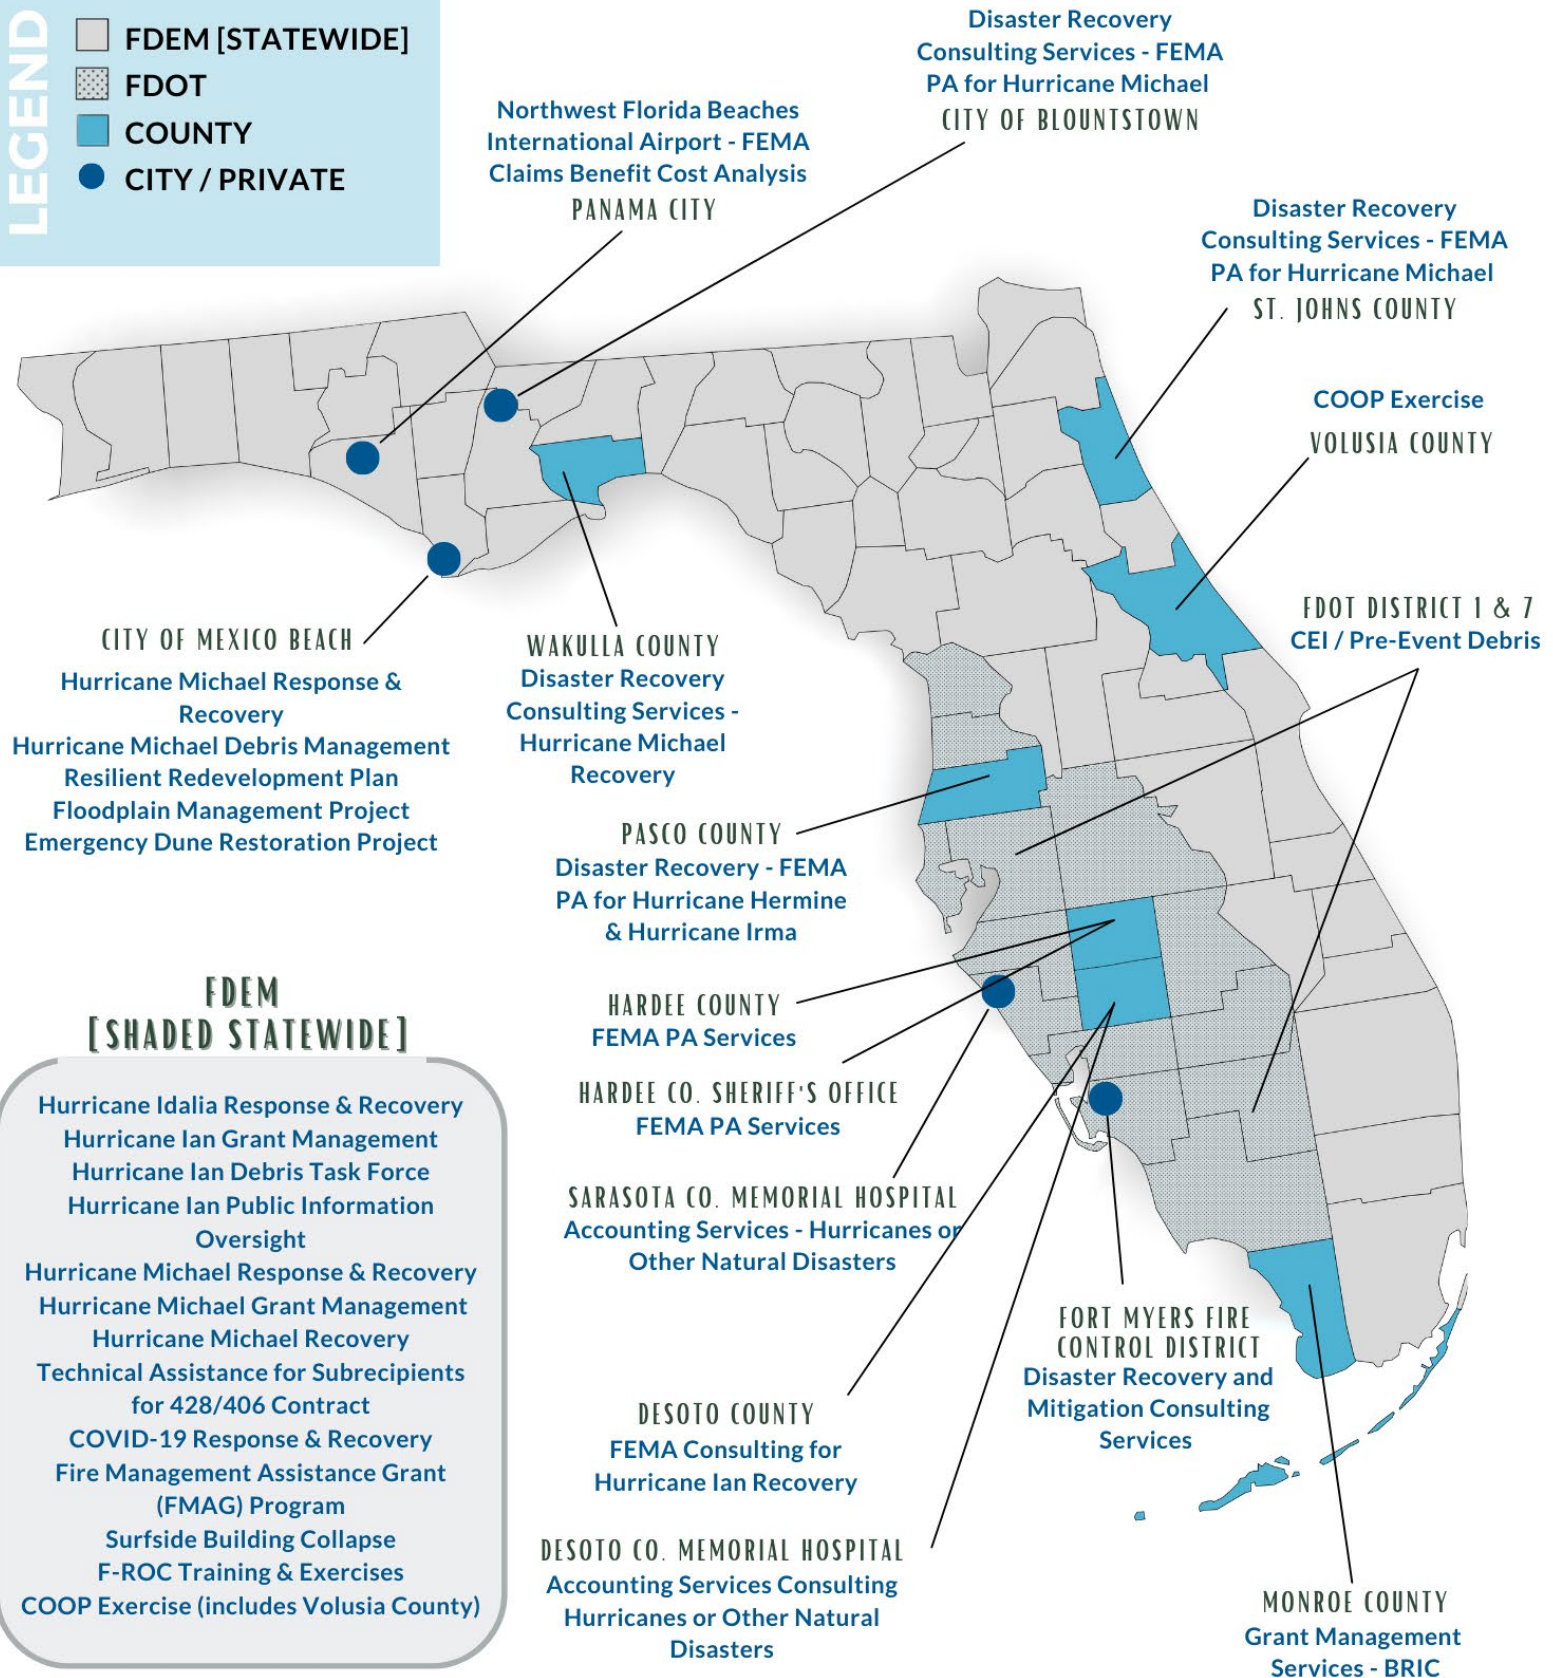 LEGEND
FDEM [STATEWIDE]
FDOT
COUNTY
CITY / PRIVATE
Northwest Florida Beaches
International Airport - FEMA
Claims Benefit Cost Analysis
PANAMA CITY
Disaster Recovery
Consulting Services - FEMA
PA for Hurricane Michael
CITY OF BLOUNTSTOWN
Disaster Recovery
Consulting Services - FEMA
PA for Hurricane Michael
ST. JOHNS COUNTY
COOP Exercise
VOLUSIA COUNTY
FDOT DISTRICT 1 & 7
CEI / Pre-Event Debris
CITY OF MEXICO BEACH
Hurricane Michael Response &
Recovery
Hurricane Michael Debris Management
Resilient Redevelopment Plan
Floodplain Management Project
Emergency Dune Restoration Project
WAKULLA COUNTY
Disaster Recovery
Consulting Services -
Hurricane Michael
Recovery
PASCO COUNTY
Disaster Recovery - FEMA
PA for Hurricane Hermine
& Hurricane Irma
HARDEE COUNTY
FEMA PA Services
HARDEE CO. SHERIFF'S OFFICE
FEMA PA Services
SARASOTA CO. MEMORIAL HOSPITAL
Accounting Services - Hurricanes or
Other Natural Disasters
FORT MYERS FIRE
CONTROL DISTRICT
Disaster Recovery and
Mitigation Consulting
Services
DESOTO COUNTY
FEMA Consulting for
Hurricane Ian Recovery
DESOTO CO. MEMORIAL HOSPITAL
Accounting Services Consulting
Hurricanes or Other Natural
Disasters
MONROE COUNTY
Grant Management
Services - BRIC
FDEM
[SHADED STATEWIDE]
Hurricane Idalia Response & Recovery
Hurricane Ian Grant Management
Hurricane Ian Debris Task Force
Hurricane Ian Public Information
Oversight
Hurricane Michael Response & Recovery
Hurricane Michael Grant Management
Hurricane Michael Recovery
Technical Assistance for Subrecipients
for 428/406 Contract
COVID-19 Response & Recovery
Fire Management Assistance Grant
(FMAG) Program
Surfside Building Collapse
F-ROC Training & Exercises
COOP Exercise (includes Volusia County)